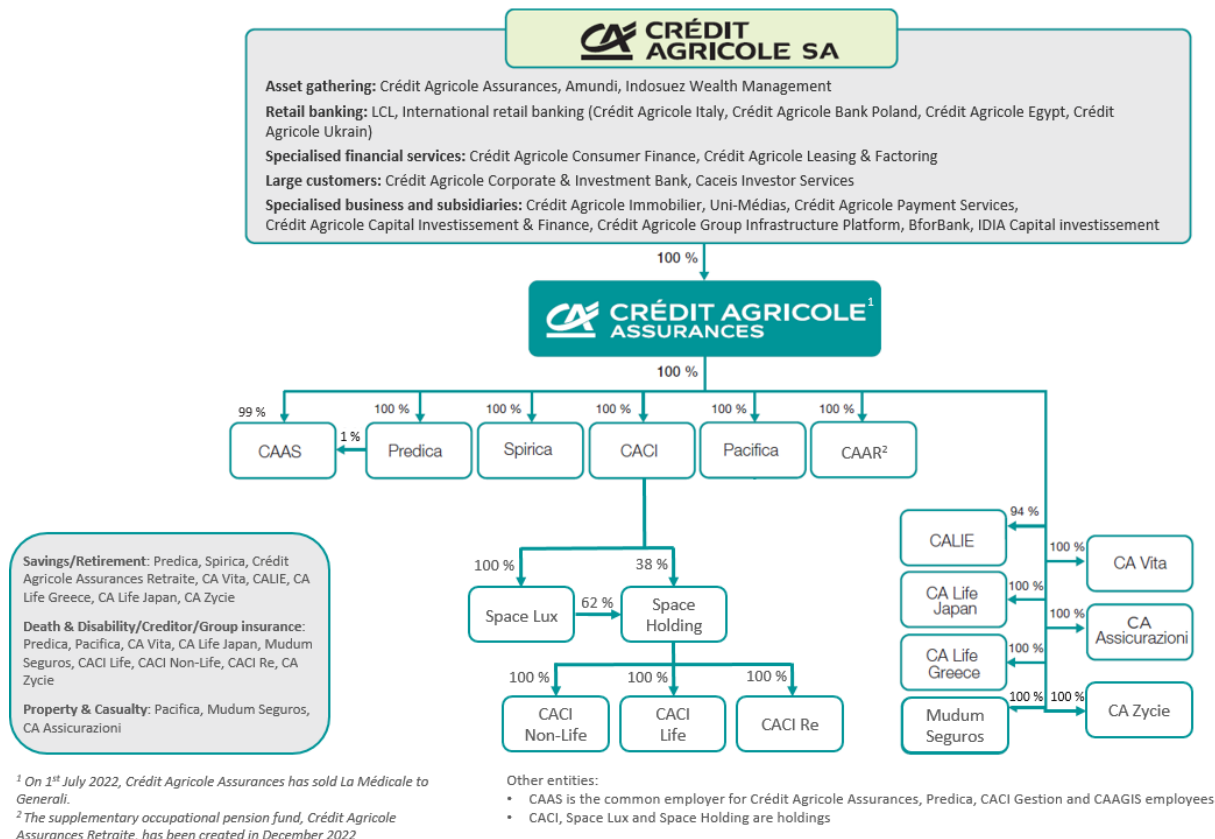 CRÉDIT
AGRICOLE SA
Asset gathering: Crédit Agricole Assurances, Amundi, Indosuez Wealth Management
Retail banking: LCL, International retail banking (Crédit Agricole Italy, Crédit Agricole Bank Poland, Crédit Agricole Egypt, Crédit
Agricole Ukrain)
Specialised financial services: Crédit Agricole Consumer Finance, Crédit Agricole Leasing & Factoring
Large customers: Crédit Agricole Corporate & Investment Bank, Caceis Investor Services
Specialised business and subsidiaries: Crédit Agricole Immobilier, Uni-Médias, Crédit Agricole Payment Services,
Crédit Agricole Capital Investissement & Finance, Crédit Agricole Group Infrastructure Platform, BforBank, IDIA Capital investissement
100 %
CRÉDIT AGRICOLE¹
ASSURANCES
100 %
99 %
100 %
100 %
100 %
100 %
100 %
CAAS
1 %
Predica
Spirica
CACI
Pacifica
CAAR²
100 %
38 %
Space Lux
62 %
Space
Holding
100 %
100 %
100 %
CACI
Non-Life
CACI
Life
CACI Re
94 %
CALIE
100 %
CA Vita
100 %
CA Life
Japan
100 %
CA
Assicurazioni
100 %
CA Life
Greece
100 %
100 %
Mudum
Seguros
CA Zycie
Savings/Retirement: Predica, Spirica, Crédit
Agricole Assurances Retraite, CA Vita, CALIE, CA
Life Greece, CA Life Japan, CA Zycie
Death & Disability/Creditor/Group insurance:
Predica, Pacifica, CA Vita, CA Life Japan, Mudum
Seguros, CACI Life, CACI Non-Life, CACI Re, CA
Zycie
Property & Casualty: Pacifica, Mudum Seguros,
CA Assicurazioni
¹ On 1st July 2022, Crédit Agricole Assurances has sold La Médicale to
Generali.
² The supplementary occupational pension fund, Crédit Agricole
Assurances Retraite, has been created in December 2022
Other entities:
• CAAS is the common employer for Crédit Agricole Assurances, Predica, CACI Gestion and CAAGIS employees
• CACI, Space Lux and Space Holding are holdings